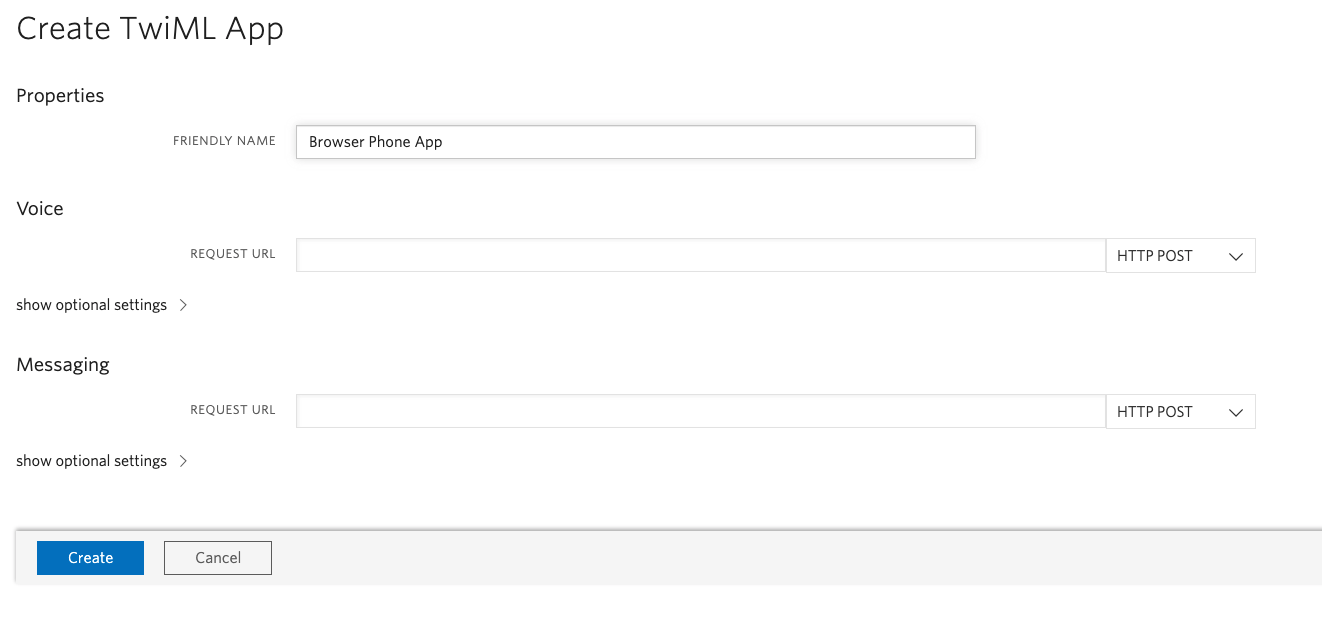 Create TwiML App
Properties
FRIENDLY NAME Browser Phone App
Voice
REQUEST URL HTTP POST
show optional settings
Messaging
REQUEST URL HTTP POST
show optional settings
Create Cancel